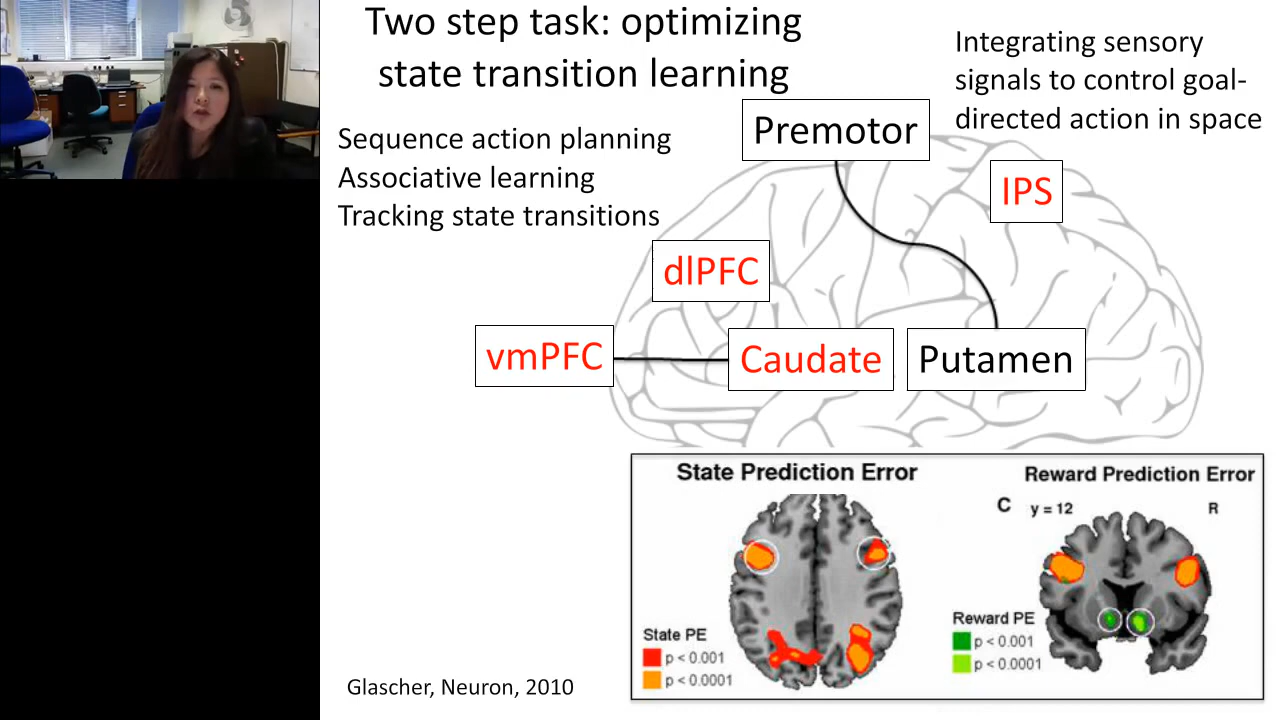 Two step task: optimizing
state transition learning
Integrating sensory
signals to control goal-
directed action in space
Sequence action planning
Associative learning
Tracking state transitions
Premotor
IPS
dlPFC
vmPFC
Caudate
Putamen
State Prediction Error
Reward Prediction Error
C y = 12 R
State PE
p < 0.001
p < 0.0001
Reward PE
p < 0.001
p < 0.0001
Glascher, Neuron, 2010